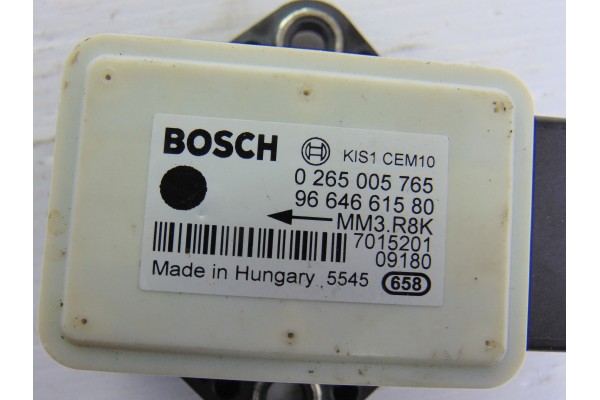 BOSCH KIS1 CEM10
0 265 005 765
96 646 615 80
MM3.R8K
7015201
09180
Made in Hungary 5545 658